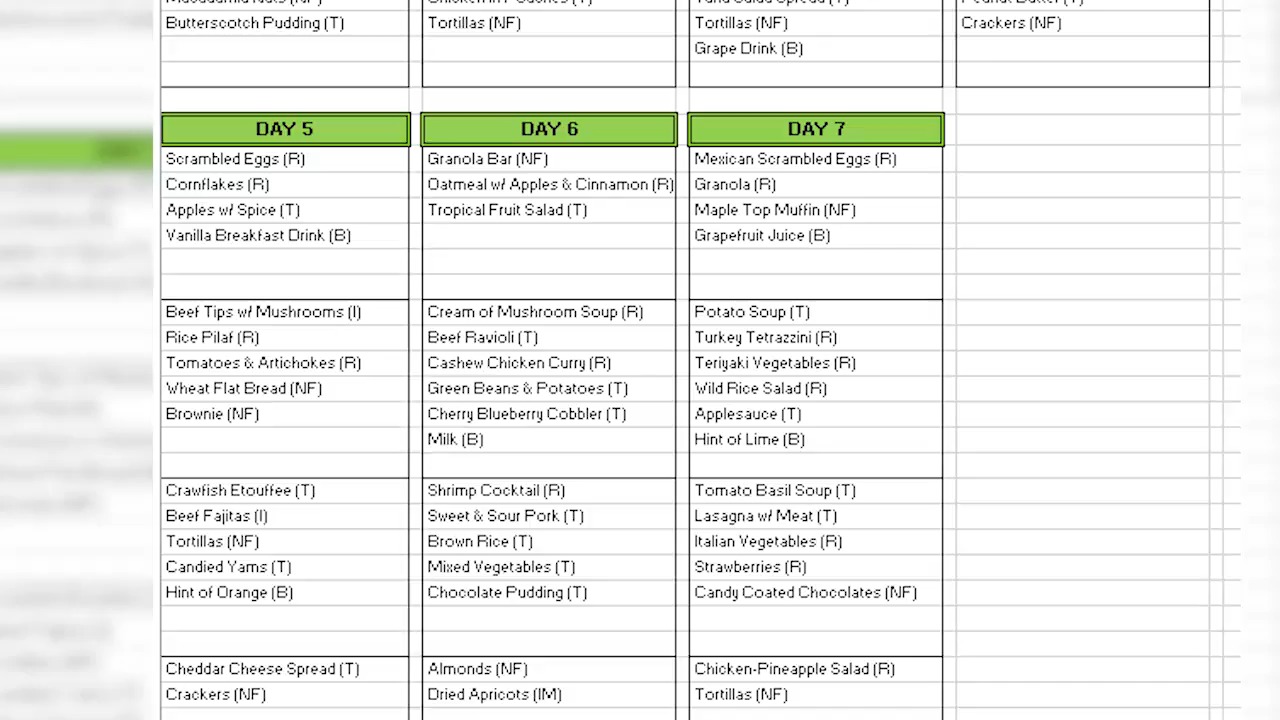 Butterscotch Pudding (T)
Tortillas (NF)
Tortillas (NF)
Grape Drink (B)
Crackers (NF)
DAY 5
Scrambled Eggs (R)
Cornflakes (R)
Apples w/ Spice (T)
Vanilla Breakfast Drink (B)
Beef Tips w/ Mushrooms (I)
Rice Pilaf (R)
Tomatoes & Artichokes (R)
Wheat Flat Bread (NF)
Brownie (NF)
Crawfish Etouffee (T)
Beef Fajitas (I)
Tortillas (NF)
Candied Yams (T)
Hint of Orange (B)
Cheddar Cheese Spread (T)
Crackers (NF)
DAY 6
Granola Bar (NF)
Oatmeal w/ Apples & Cinnamon (R)
Tropical Fruit Salad (T)
Cream of Mushroom Soup (R)
Beef Ravioli (T)
Cashew Chicken Curry (R)
Green Beans & Potatoes (T)
Cherry Blueberry Cobbler (T)
Milk (B)
Shrimp Cocktail (R)
Sweet & Sour Pork (T)
Brown Rice (T)
Mixed Vegetables (T)
Chocolate Pudding (T)
Almonds (NF)
Dried Apricots (IM)
DAY 7
Mexican Scrambled Eggs (R)
Granola (R)
Maple Top Muffin (NF)
Grapefruit Juice (B)
Potato Soup (T)
Turkey Tetrazzini (R)
Teriyaki Vegetables (R)
Wild Rice Salad (R)
Applesauce (T)
Hint of Lime (B)
Tomato Basil Soup (T)
Lasagna w/ Meat (T)
Italian Vegetables (R)
Strawberries (R)
Candy Coated Chocolates (NF)
Chicken-Pineapple Salad (R)
Tortillas (NF)